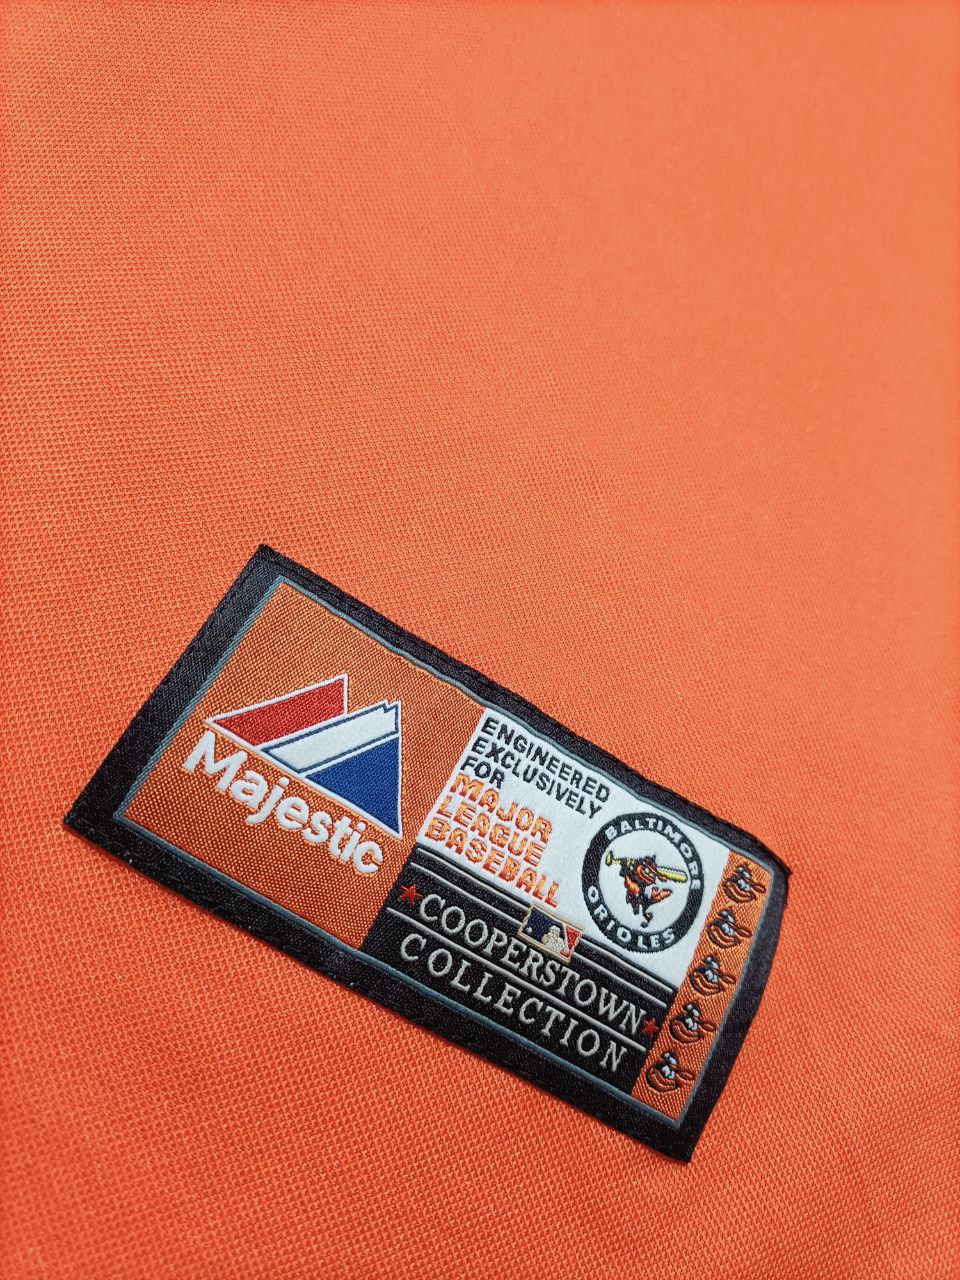 Majestic
ENGINEERED
EXCLUSIVELY
FOR
MAJOR
LEAGUE
BASEBALL
BALTIMORE
ORIOLES
COOPERSTOWN
COLLECTION